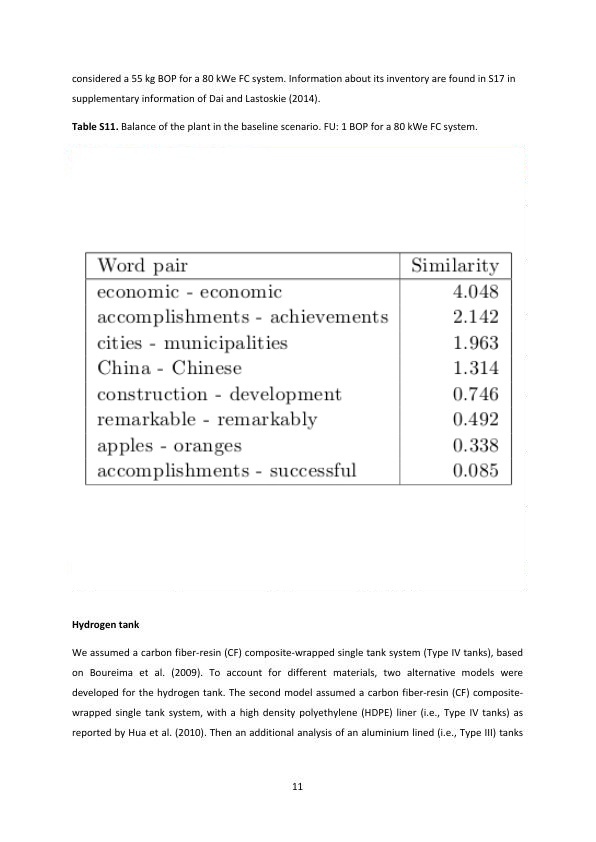 considered a 55 kg BOP for a 80 kWe FC system. Information about its inventory are found in S17 in
supplementary information of Dai and Lastoskie (2014).
Table S11. Balance of the plant in the baseline scenario. FU: 1 BOP for a 80 kWe FC system.
Word pair Similarity
economic - economic 4.048
accomplishments - achievements 2.142
cities - municipalities 1.963
China - Chinese 1.314
construction - development 0.746
remarkable - remarkably 0.492
apples - oranges 0.338
accomplishments - successful 0.085
Hydrogen tank
We assumed a carbon fiber-resin (CF) composite-wrapped single tank system (Type IV tanks), based
on Boureima et al. (2009). To account for different materials, two alternative models were
developed for the hydrogen tank. The second model assumed a carbon fiber-resin (CF) composite-
wrapped single tank system, with a high density polyethylene (HDPE) liner (i.e., Type IV tanks) as
reported by Hua et al. (2010). Then an additional analysis of an aluminium lined (i.e., Type III) tanks
11